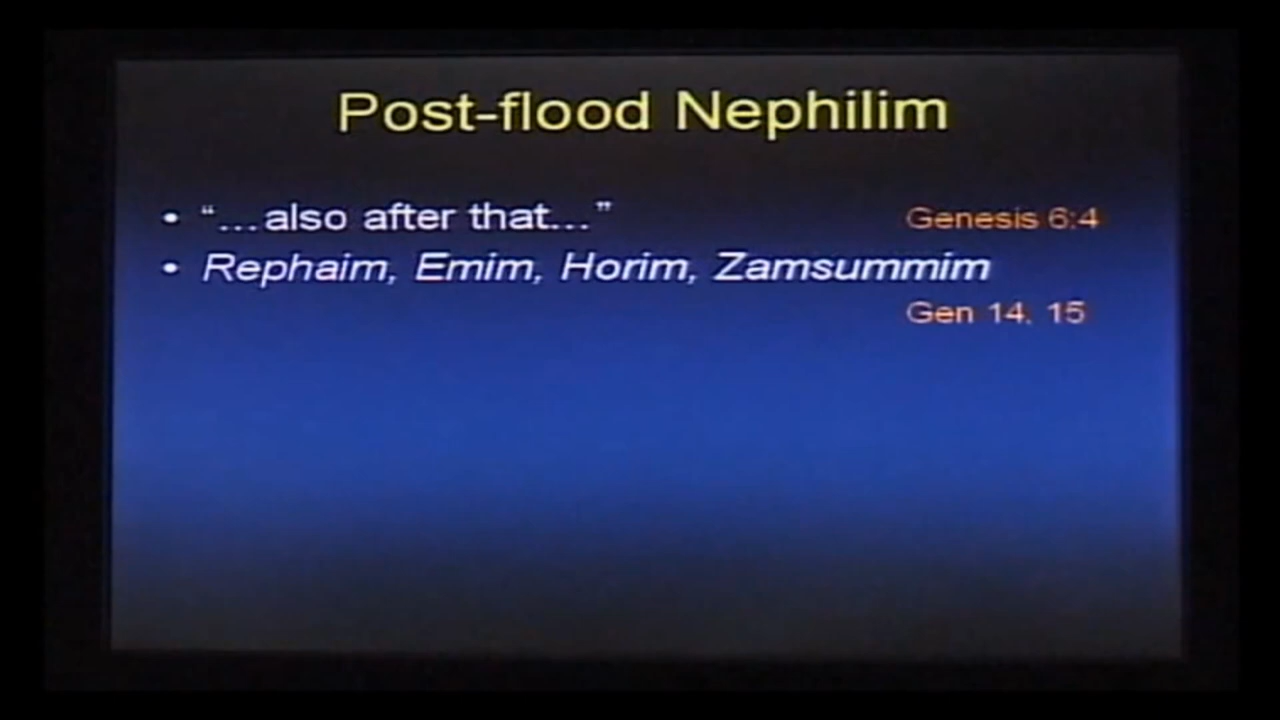 Post-flood Nephilim
• “...also after that...” Genesis 6:4
• Rephaim, Emim, Horim, Zamsummim
Gen 14, 15